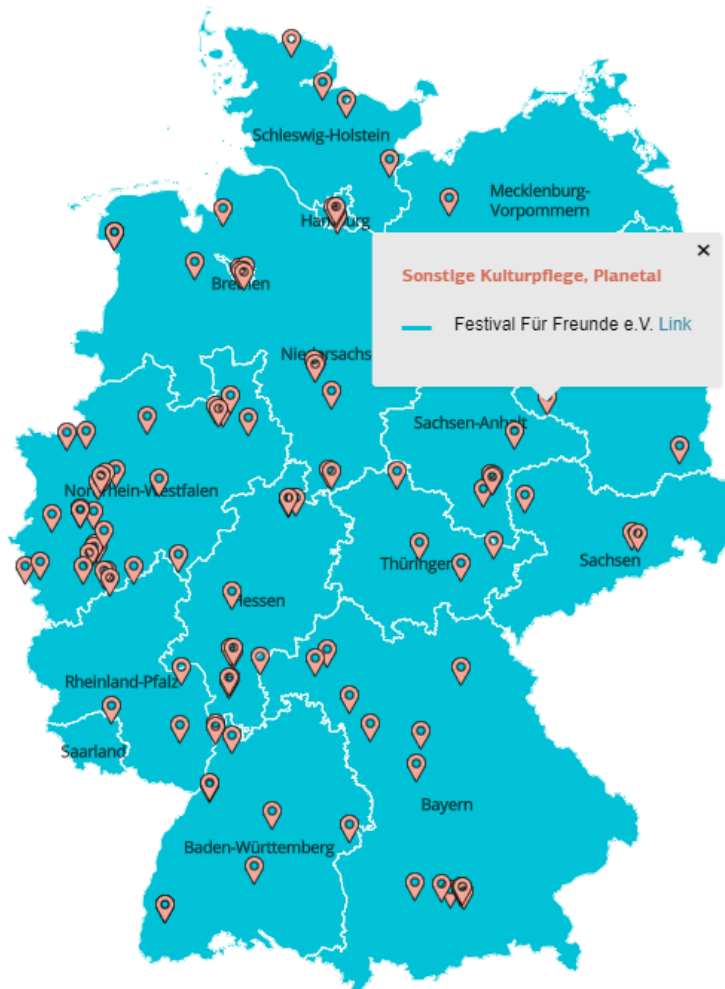 Schleswig-Holstein
Mecklenburg-
Vorpommern
Hamburg
×
Sonstige Kulturpflege, Planetal
Bremen
Festival Für Freunde e.V. Link
Niedersachs
Sachsen-Anhalt
Nordrhein-Westfalen
Sachsen
Thüringen
Hessen
Rheinland-Pfalz
Saarland
Bayern
Baden-Württemberg